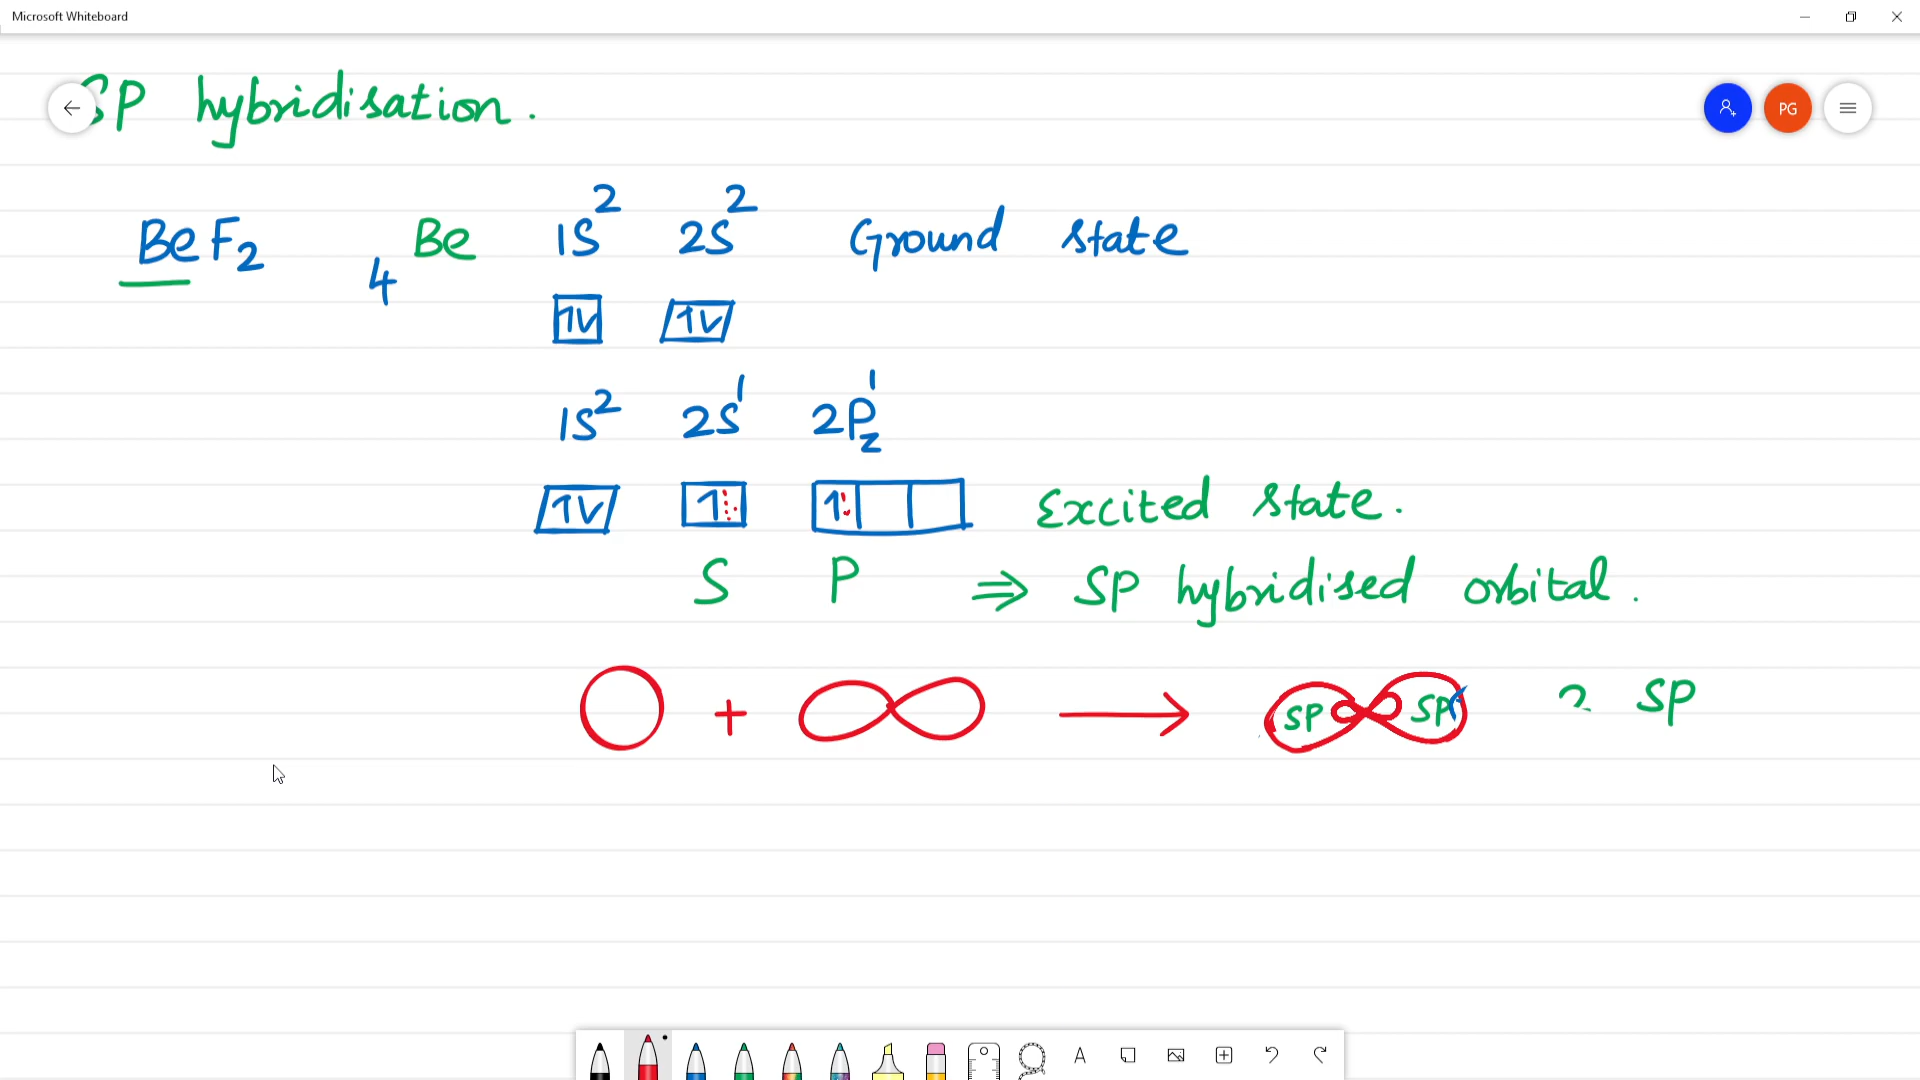 Microsoft Whiteboard
SP hybridisation.
PG
BeF2 4Be 1S² 2S² Ground state
1S² 2S¹ 2Pz¹
Excited state.
S P ⇒ SP hybridised orbital.
+ → SP SP 2 SP
A